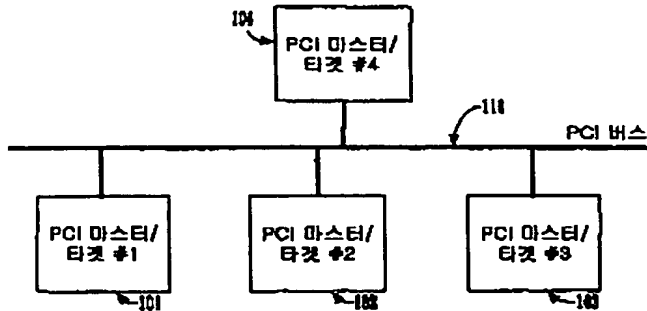 104
PCI 마스터/
타겟 #4
PCI 버스
PCI 마스터/
타겟 #1
PCI 마스터/
타겟 #2
PCI 마스터/
타겟 #3
101
102
103